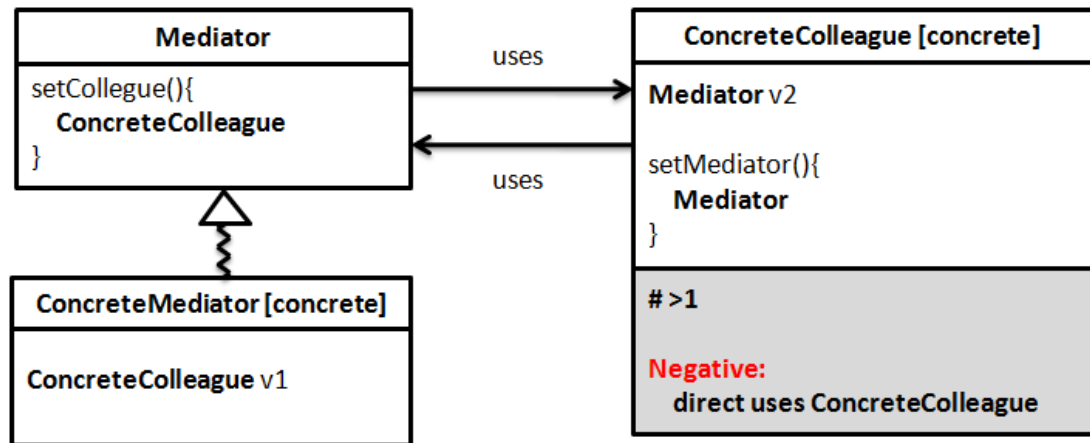 Mediator
setCollegue(){
ConcreteColleague
}
uses
uses
ConcreteColleague [concrete]
Mediator v2
setMediator(){
Mediator
}
# >1
Negative:
direct uses ConcreteColleague
ConcreteMediator [concrete]
ConcreteColleague v1